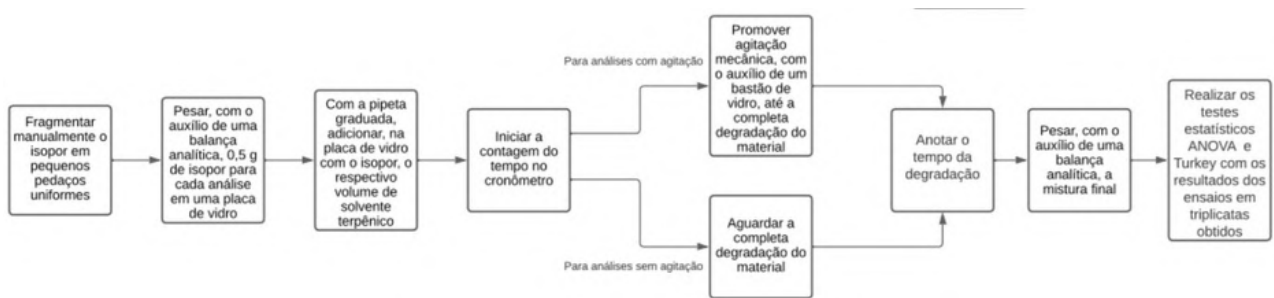 Fragmentar
manualmente o
isopor em
pequenos
pedaços
uniformes
Pesar, com o
auxílio de uma
balança
analítica, 0,5 g
de isopor para
cada análise
em uma placa
de vidro
Com a pipeta
graduada,
adicionar, na
placa de vidro
com o isopor, o
respectivo
volume de
solvente
terpênico
Iniciar a
contagem do
tempo no
cronômetro
Para análises com agitação
Promover
agitação
mecânica, com
o auxílio de um
bastão de
vidro, até a
completa
degradação do
material
Para análises sem agitação
Aguardar a
completa
degradação do
material
Anotar o
tempo da
degradação
Pesar, com o
auxílio de uma
balança
analítica, a
mistura final
Realizar os
testes
estatísticos
ANOVA e
Turkey com os
resultados dos
ensaios em
triplicatas
obtidos